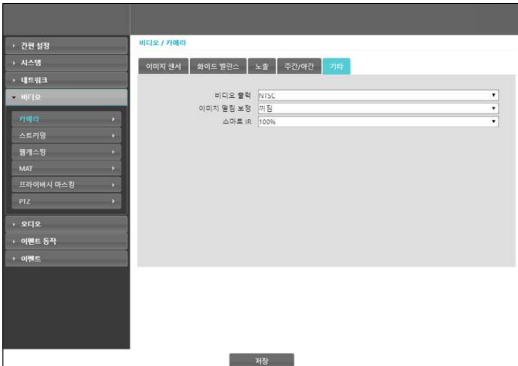 비디오 / 카메라
간편 설정
시스템
네트워크
비디오
카메라
스트리밍
웹캐스팅
MAT
프라이버시 마스킹
PTZ
오디오
이벤트 동작
이벤트
이미지 센서
화이트 밸런스
노출
주간/야간
기타
비디오 출력 NTSC
이미지 떨림 보정 꺼짐
스마트 IR 100%
저장